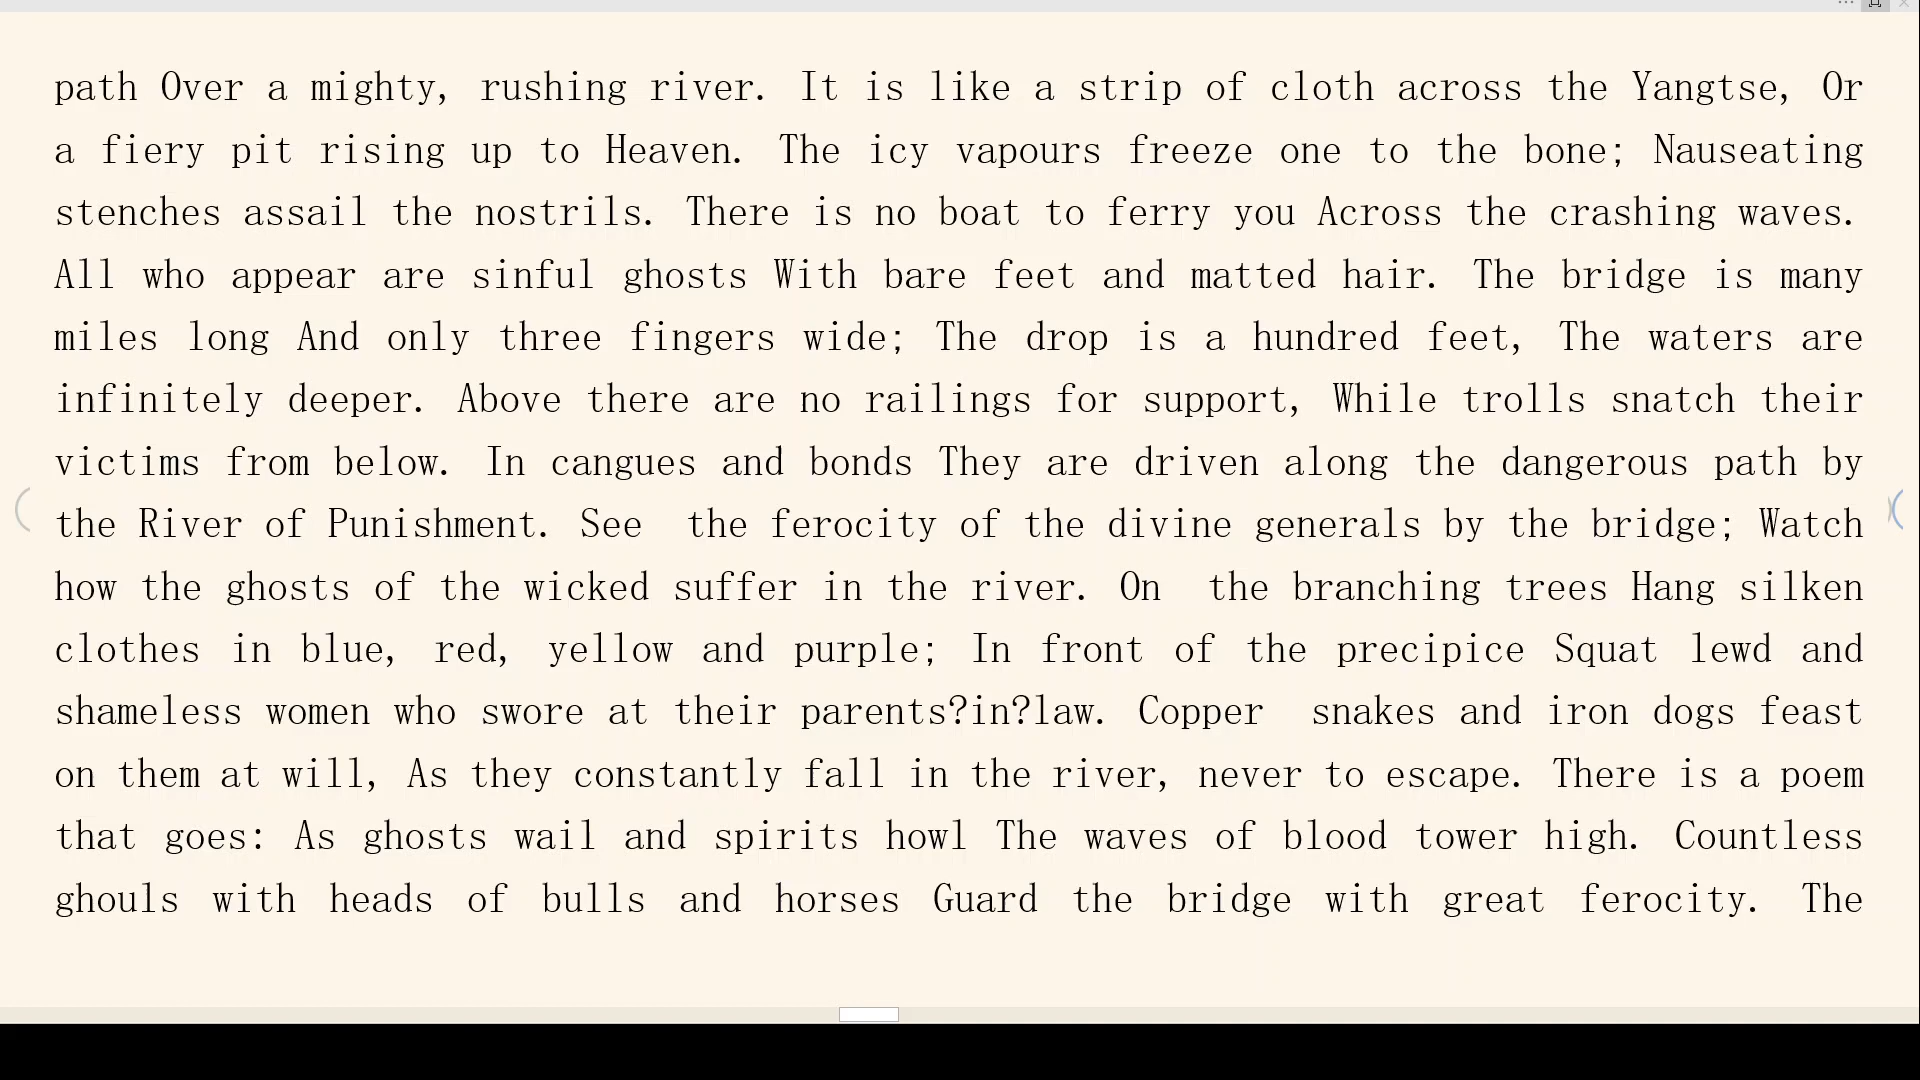 path Over a mighty, rushing river. It is like a strip of cloth across the Yangtse, Or
a fiery pit rising up to Heaven. The icy vapours freeze one to the bone; Nauseating
stenches assail the nostrils. There is no boat to ferry you Across the crashing waves.
All who appear are sinful ghosts With bare feet and matted hair. The bridge is many
miles long And only three fingers wide; The drop is a hundred feet, The waters are
infinitely deeper. Above there are no railings for support, While trolls snatch their
victims from below. In cangues and bonds They are driven along the dangerous path by
the River of Punishment. See  the ferocity of the divine generals by the bridge; Watch
how the ghosts of the wicked suffer in the river. On  the branching trees Hang silken
clothes in blue, red, yellow and purple; In front of the precipice Squat lewd and
shameless women who swore at their parents?in?law. Copper  snakes and iron dogs feast
on them at will, As they constantly fall in the river, never to escape. There is a poem
that goes: As ghosts wail and spirits howl The waves of blood tower high. Countless
ghouls with heads of bulls and horses Guard the bridge with great ferocity. The